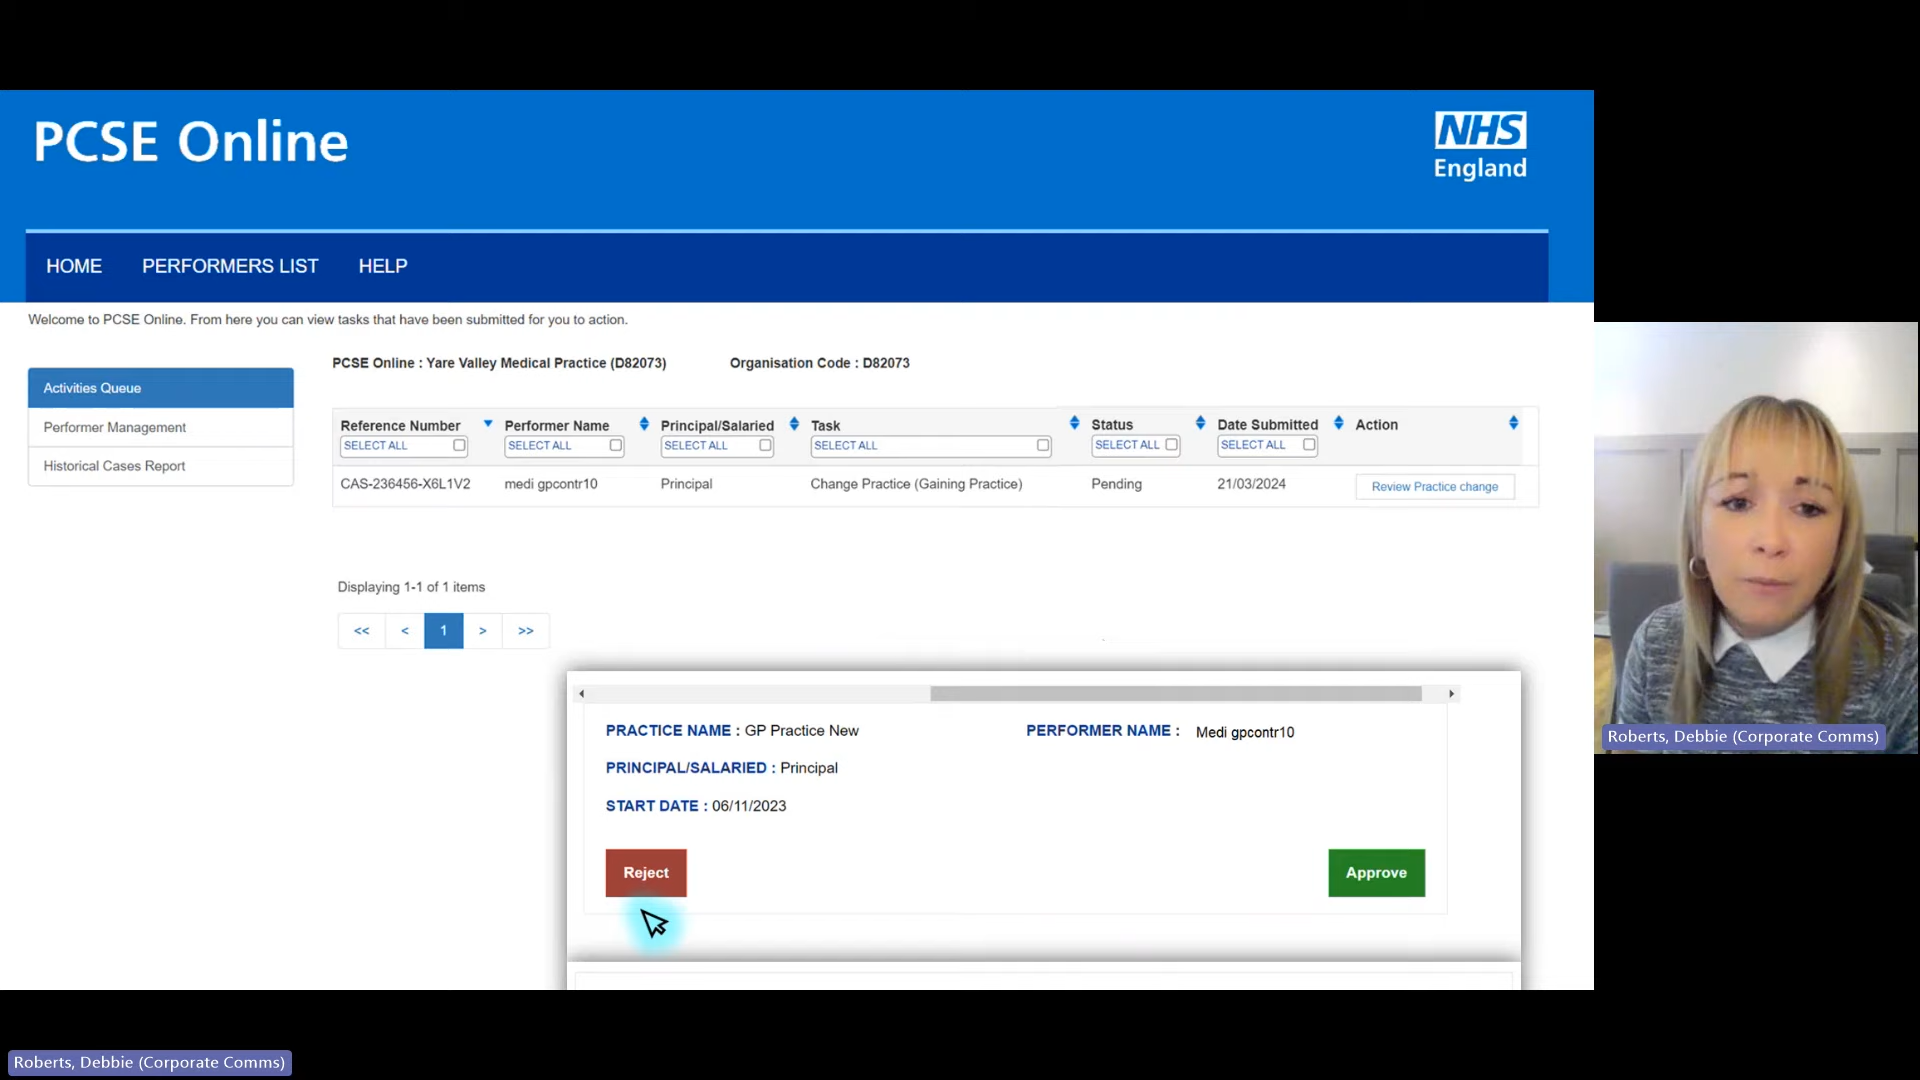 PCSE Online
NHS
England
HOME PERFORMERS LIST HELP
Welcome to PCSE Online. From here you can view tasks that have been submitted for you to action.
Activities Queue
Performer Management
Historical Cases Report
PCSE Online : Yare Valley Medical Practice (D82073) Organisation Code : D82073
Reference Number Performer Name Principal/Salaried Task Status Date Submitted Action
SELECT ALL SELECT ALL SELECT ALL SELECT ALL SELECT ALL SELECT ALL
CAS-236456-X6L1V2 medi gpcontr10 Principal Change Practice (Gaining Practice) Pending 21/03/2024 Review Practice change
Displaying 1-1 of 1 items
<< < 1 > >>
PRACTICE NAME : GP Practice New PERFORMER NAME : Medi gpcontr10
PRINCIPAL/SALARIED : Principal
START DATE : 06/11/2023
Reject Approve
Roberts, Debbie (Corporate Comms)
Roberts, Debbie (Corporate Comms)